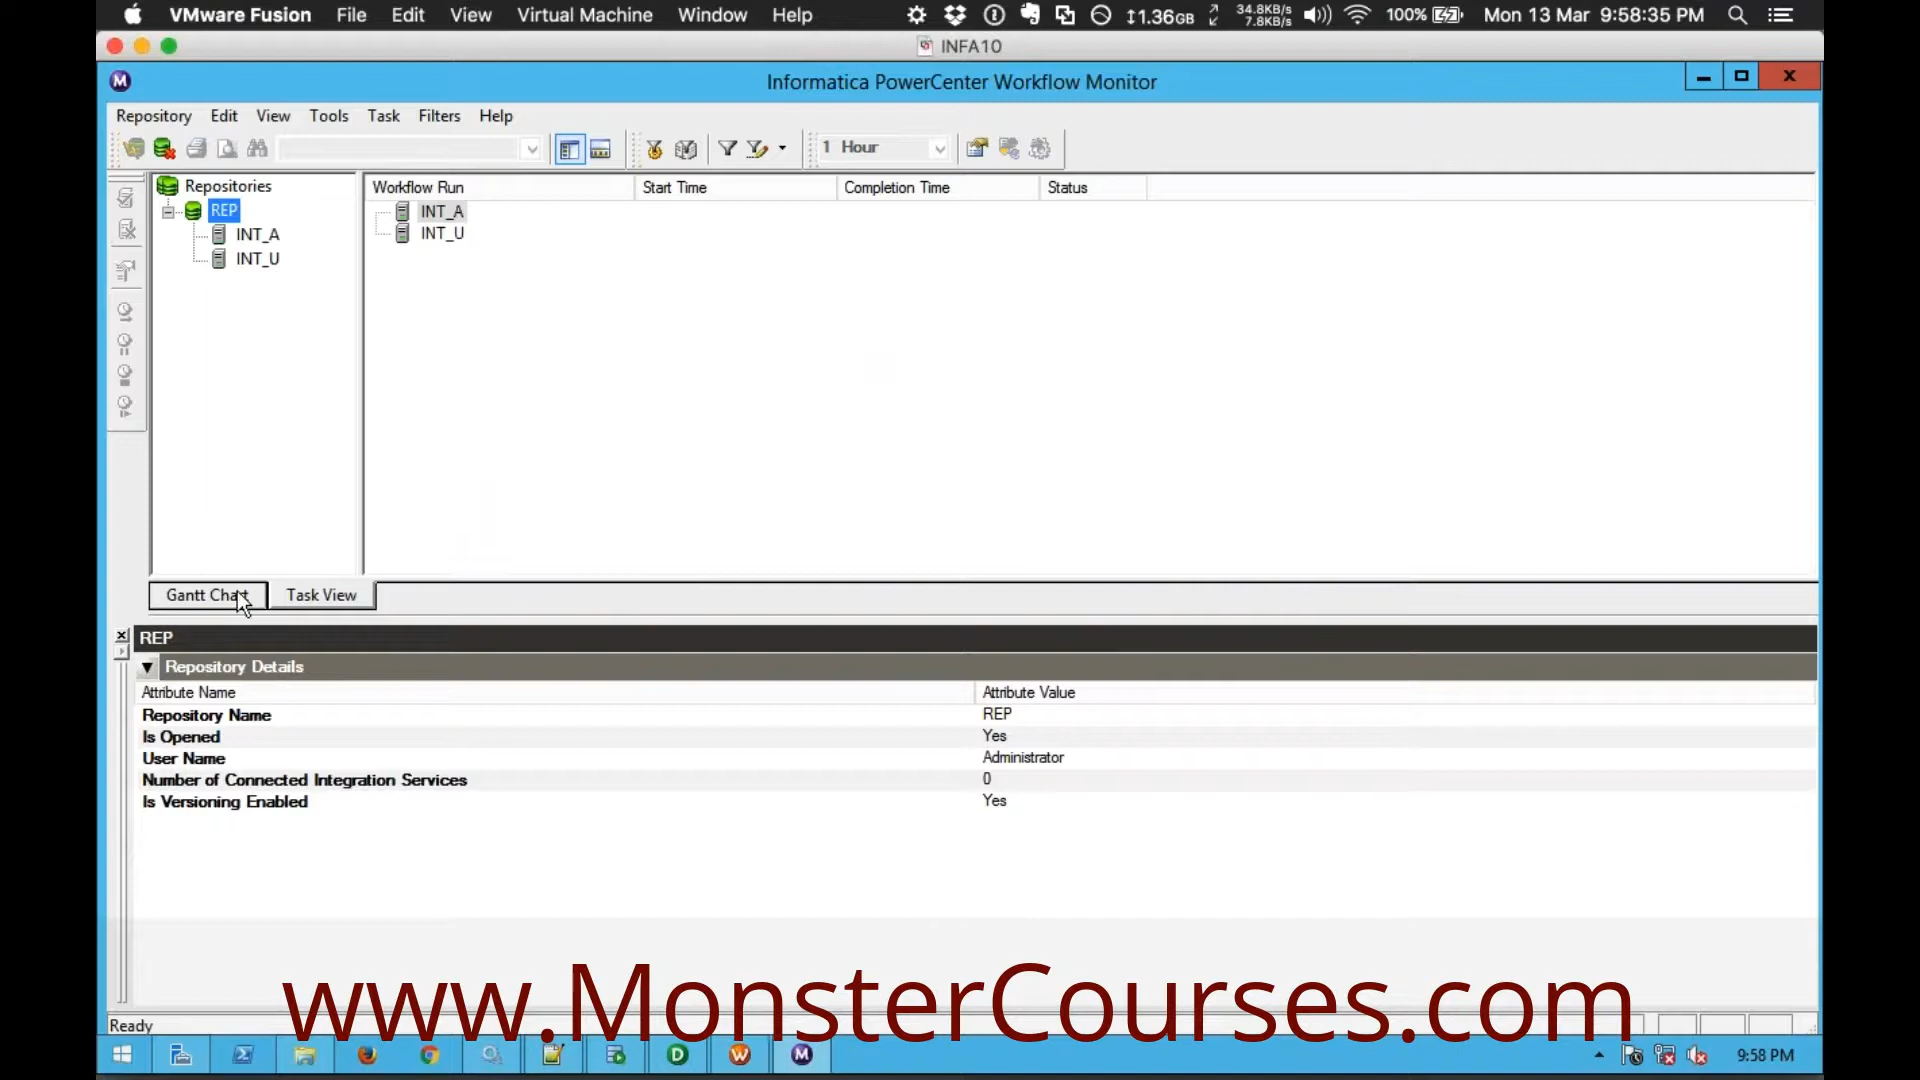 VMware Fusion File Edit View Virtual Machine Window Help 1.36GB 34.8KB/s 7.8KB/s 100% Mon 13 Mar 9:58:35 PM
INFA10
M Informatica PowerCenter Workflow Monitor
Repository Edit View Tools Task Filters Help
1 Hour
Repositories
REP
INT_A
INT_U
Workflow Run Start Time Completion Time Status
INT_A
INT_U
Gantt Chart Task View
REP
Repository Details
Attribute Name Attribute Value
Repository Name REP
Is Opened Yes
User Name Administrator
Number of Connected Integration Services 0
Is Versioning Enabled Yes
www.MonsterCourses.com
Ready
D W M 9:58 PM